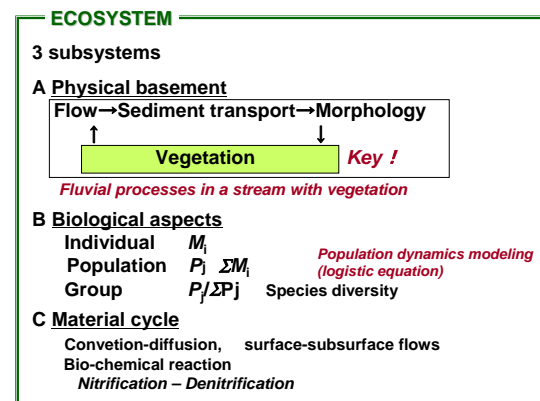 ECOSYSTEM
3 subsystems
A Physical basement
Flow→Sediment transport→Morphology
↑ ↓
Vegetation Key !
Fluvial processes in a stream with vegetation
B Biological aspects
Individual Mi
Population Pj ΣMi
Population dynamics modeling
(logistic equation)
Group Pj/ΣPj Species diversity
C Material cycle
Convetion-diffusion, surface-subsurface flows
Bio-chemical reaction
Nitrification – Denitrification